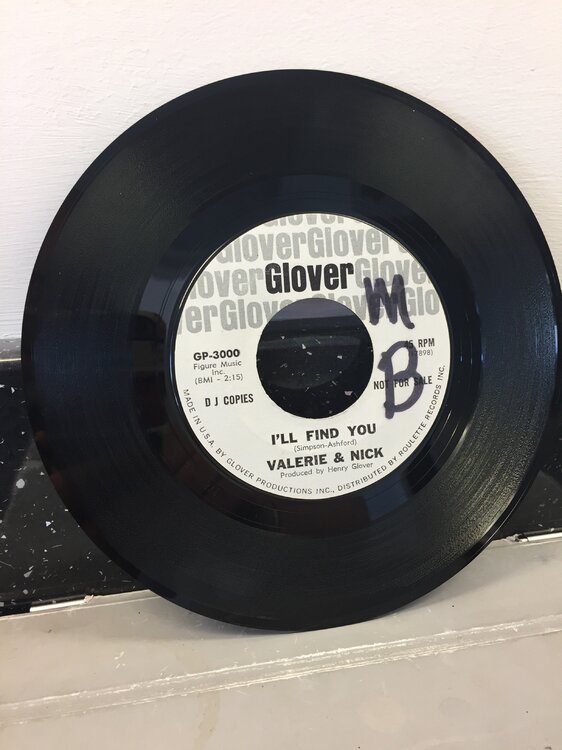 Glover
GP-3000
Figure Music
Inc.
(BMI - 2:15)
D J COPIES
M
B
RPM
NOT FOR SALE
I'LL FIND YOU
(Simpson-Ashford)
VALERIE & NICK
Produced by Henry Glover
MADE IN U.S.A. BY GLOVER PRODUCTIONS INC., DISTRIBUTED BY ROULETTE RECORDS INC.